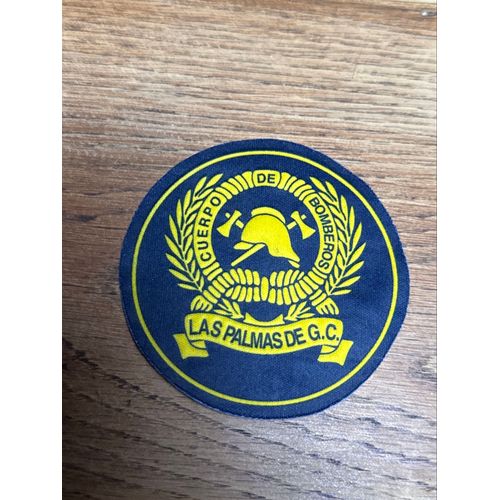 CUERPO DE BOMBEROS
LAS PALMAS DE G.C.